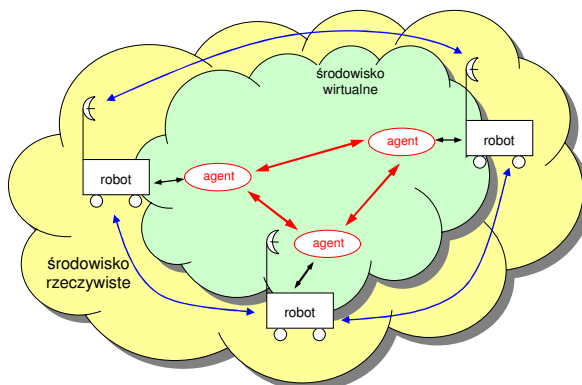 środowisko
wirtualne
agent
robot
robot
agent
agent
środowisko
rzeczywiste
robot